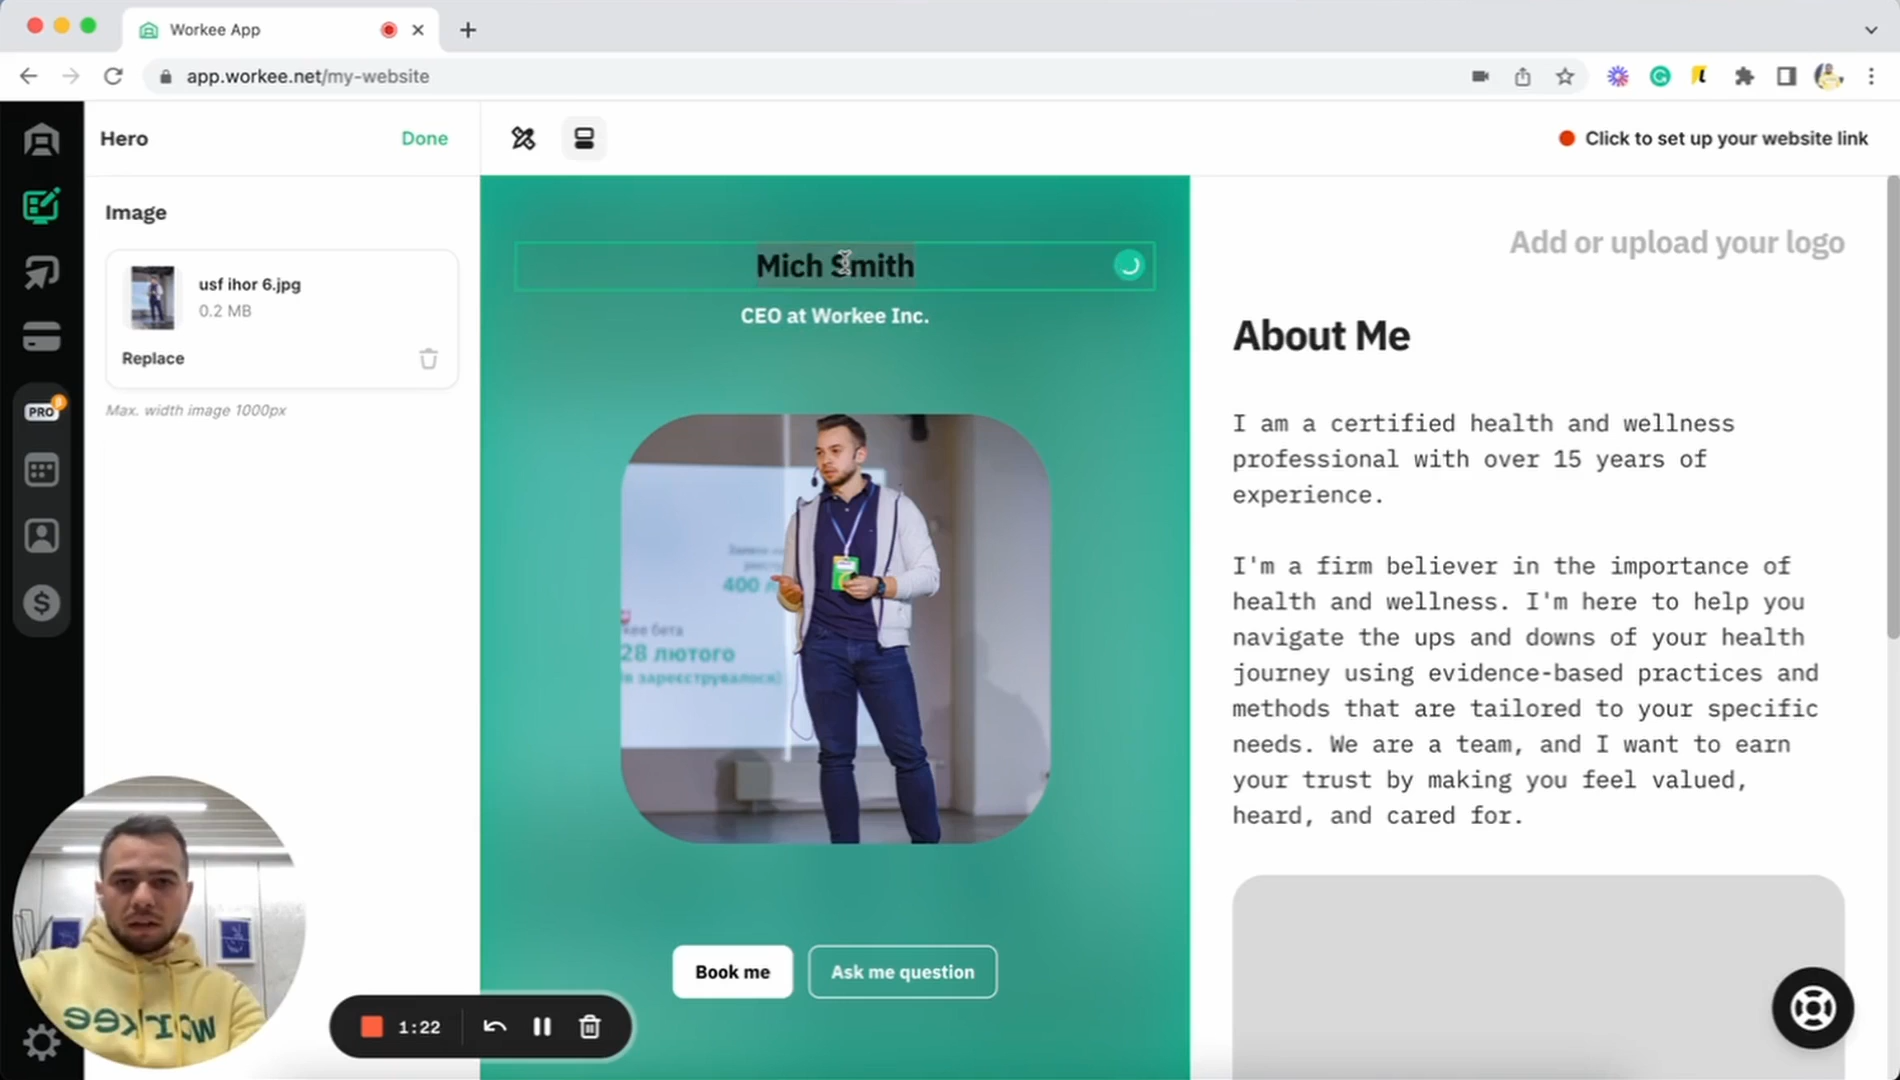 Workee App
app.workee.net/my-website
Hero
Done
Click to set up your website link
Image
usf ihor 6.jpg
0.2 MB
Replace
Max. width image 1000px
PRO
Mich Smith
CEO at Workee Inc.
400
бета
28 лютого
зареєструвалося)
Book me
Ask me question
Add or upload your logo
About Me
I am a certified health and wellness
professional with over 15 years of
experience.
I'm a firm believer in the importance of
health and wellness. I'm here to help you
navigate the ups and downs of your health
journey using evidence-based practices and
methods that are tailored to your specific
needs. We are a team, and I want to earn
your trust by making you feel valued,
heard, and cared for.
workee
1:22